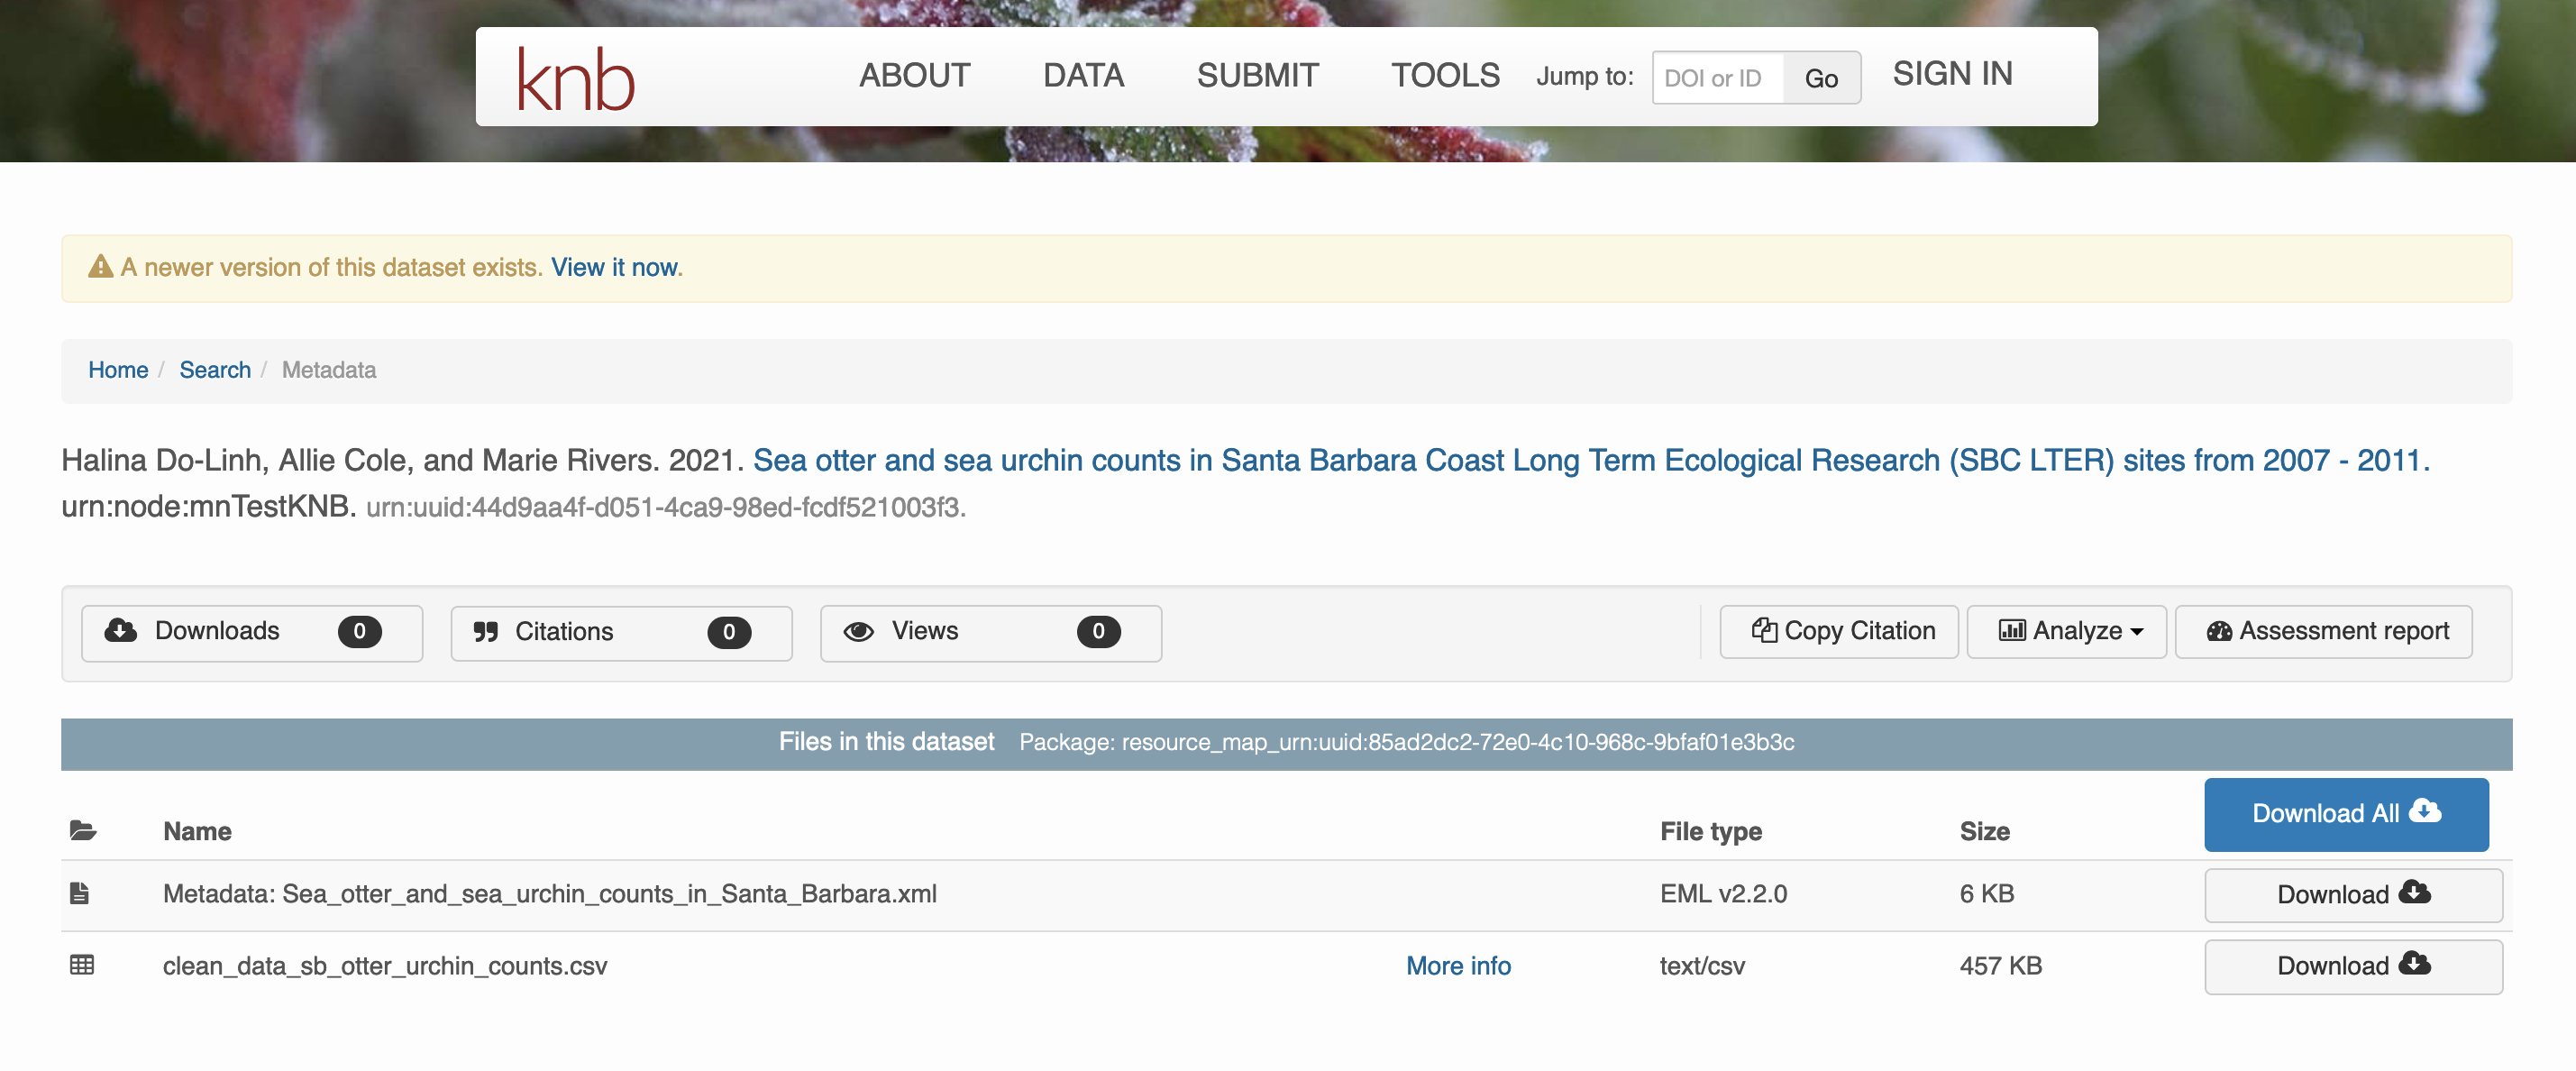 knb ABOUT DATA SUBMIT TOOLS Jump to: DOI or ID Go SIGN IN
A newer version of this dataset exists. View it now.
Home / Search / Metadata
Halina Do-Linh, Allie Cole, and Marie Rivers. 2021. Sea otter and sea urchin counts in Santa Barbara Coast Long Term Ecological Research (SBC LTER) sites from 2007 - 2011.
urn:node:mnTestKNB. urn:uuid:44d9aa4f-d051-4ca9-98ed-fcdf521003f3.
Downloads 0 Citations 0 Views 0 Copy Citation Analyze Assessment report
Files in this dataset Package: resource_map_urn:uuid:85ad2dc2-72e0-4c10-968c-9bfaf01e3b3c
Name File type Size Download All
Metadata: Sea_otter_and_sea_urchin_counts_in_Santa_Barbara.xml EML v2.2.0 6 KB Download
clean_data_sb_otter_urchin_counts.csv More info text/csv 457 KB Download